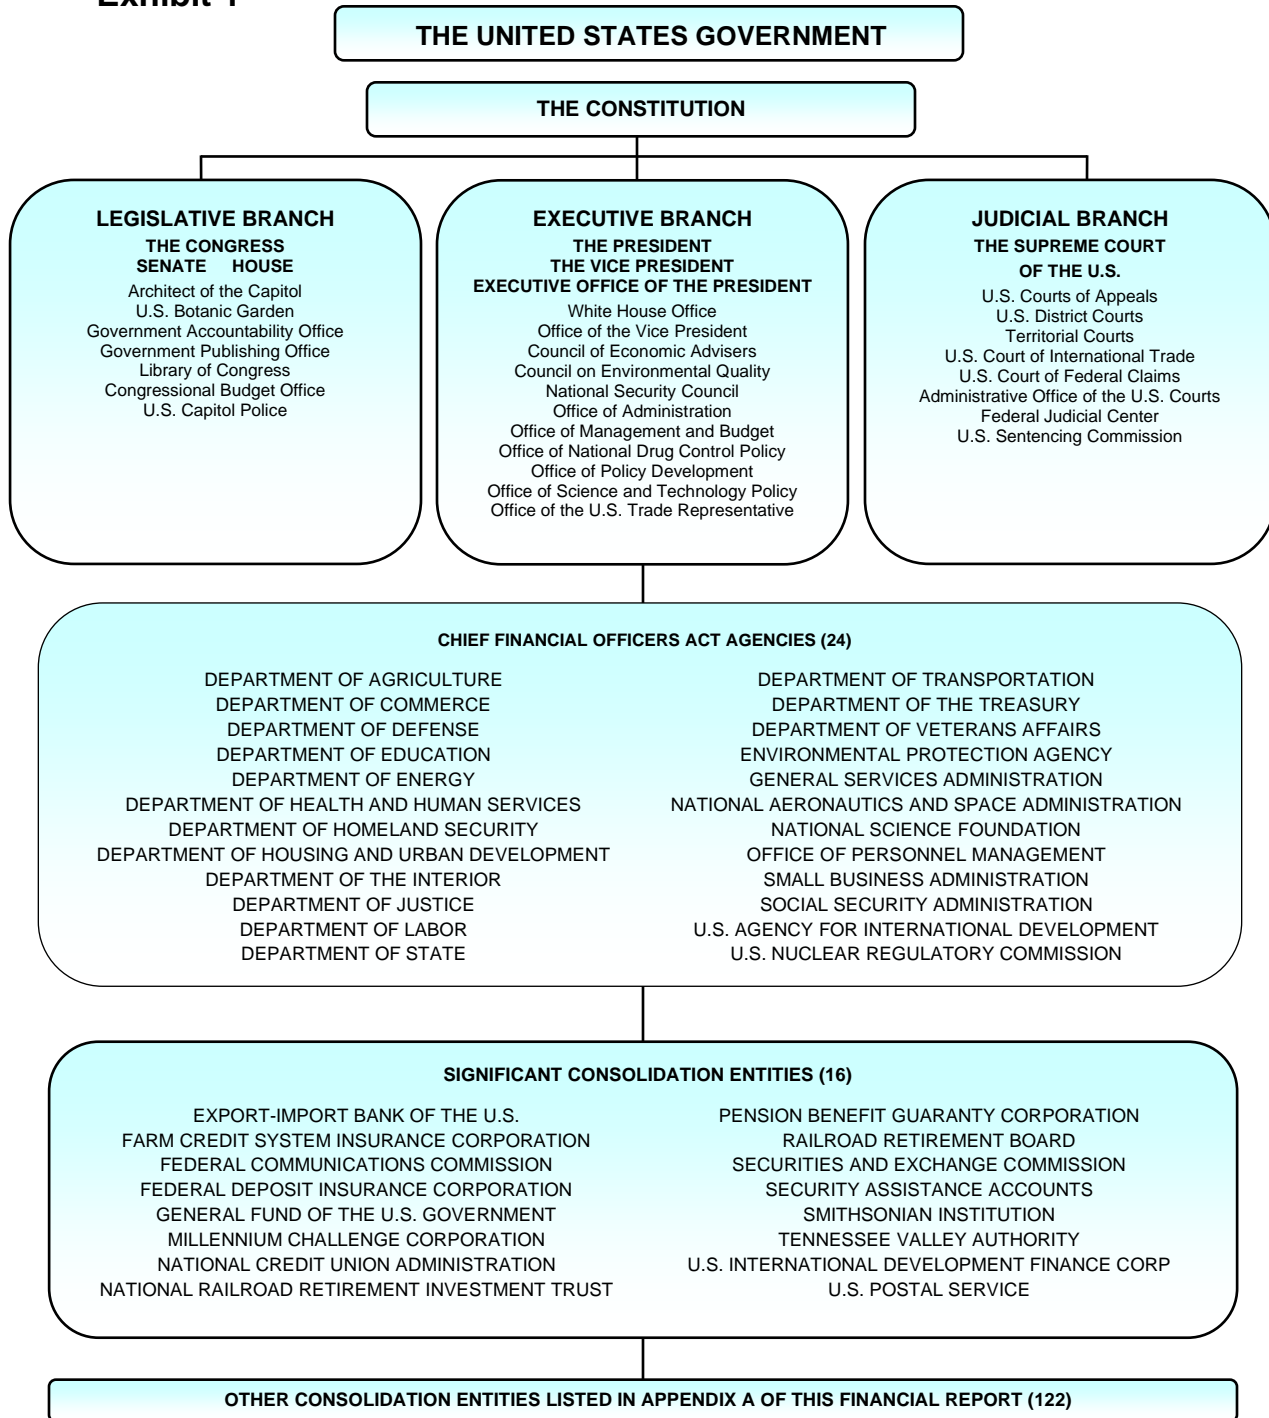 THE UNITED STATES GOVERNMENT
THE CONSTITUTION
LEGISLATIVE BRANCH
THE CONGRESS
SENATE HOUSE
Architect of the Capitol
U.S. Botanic Garden
Government Accountability Office
Government Publishing Office
Library of Congress
Congressional Budget Office
U.S. Capitol Police
EXECUTIVE BRANCH
THE PRESIDENT
THE VICE PRESIDENT
EXECUTIVE OFFICE OF THE PRESIDENT
White House Office
Office of the Vice President
Council of Economic Advisers
Council on Environmental Quality
National Security Council
Office of Administration
Office of Management and Budget
Office of National Drug Control Policy
Office of Policy Development
Office of Science and Technology Policy
Office of the U.S. Trade Representative
JUDICIAL BRANCH
THE SUPREME COURT
OF THE U.S.
U.S. Courts of Appeals
U.S. District Courts
Territorial Courts
U.S. Court of International Trade
U.S. Court of Federal Claims
Administrative Office of the U.S. Courts
Federal Judicial Center
U.S. Sentencing Commission
CHIEF FINANCIAL OFFICERS ACT AGENCIES (24)
DEPARTMENT OF AGRICULTURE
DEPARTMENT OF COMMERCE
DEPARTMENT OF DEFENSE
DEPARTMENT OF EDUCATION
DEPARTMENT OF ENERGY
DEPARTMENT OF HEALTH AND HUMAN SERVICES
DEPARTMENT OF HOMELAND SECURITY
DEPARTMENT OF HOUSING AND URBAN DEVELOPMENT
DEPARTMENT OF THE INTERIOR
DEPARTMENT OF JUSTICE
DEPARTMENT OF LABOR
DEPARTMENT OF STATE
DEPARTMENT OF TRANSPORTATION
DEPARTMENT OF THE TREASURY
DEPARTMENT OF VETERANS AFFAIRS
ENVIRONMENTAL PROTECTION AGENCY
GENERAL SERVICES ADMINISTRATION
NATIONAL AERONAUTICS AND SPACE ADMINISTRATION
NATIONAL SCIENCE FOUNDATION
OFFICE OF PERSONNEL MANAGEMENT
SMALL BUSINESS ADMINISTRATION
SOCIAL SECURITY ADMINISTRATION
U.S. AGENCY FOR INTERNATIONAL DEVELOPMENT
U.S. NUCLEAR REGULATORY COMMISSION
SIGNIFICANT CONSOLIDATION ENTITIES (16)
EXPORT-IMPORT BANK OF THE U.S.
FARM CREDIT SYSTEM INSURANCE CORPORATION
FEDERAL COMMUNICATIONS COMMISSION
FEDERAL DEPOSIT INSURANCE CORPORATION
GENERAL FUND OF THE U.S. GOVERNMENT
MILLENNIUM CHALLENGE CORPORATION
NATIONAL CREDIT UNION ADMINISTRATION
NATIONAL RAILROAD RETIREMENT INVESTMENT TRUST
PENSION BENEFIT GUARANTY CORPORATION
RAILROAD RETIREMENT BOARD
SECURITIES AND EXCHANGE COMMISSION
SECURITY ASSISTANCE ACCOUNTS
SMITHSONIAN INSTITUTION
TENNESSEE VALLEY AUTHORITY
U.S. INTERNATIONAL DEVELOPMENT FINANCE CORP
U.S. POSTAL SERVICE
OTHER CONSOLIDATION ENTITIES LISTED IN APPENDIX A OF THIS FINANCIAL REPORT (122)